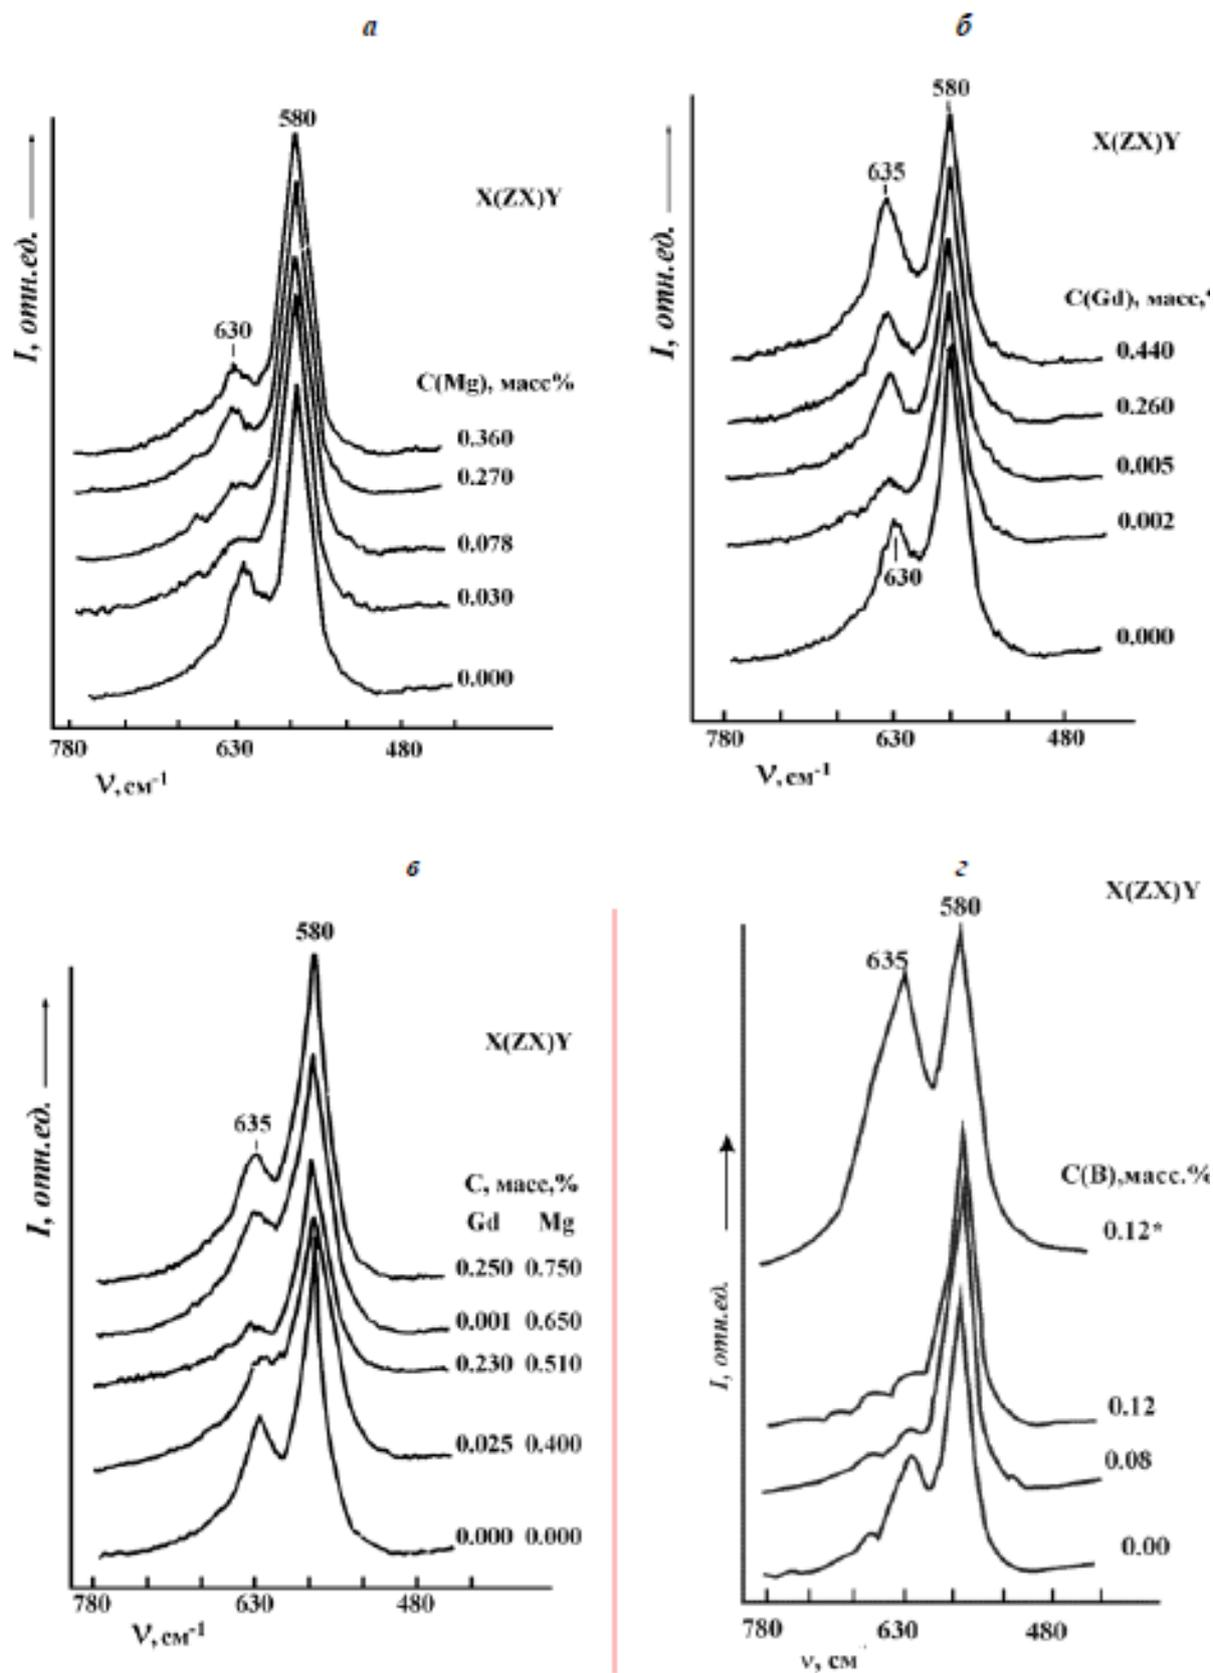 а
580
X(ZX)Y
I, отн.ед.
630
C(Mg), масс%
0.360
0.270
0.078
0.030
0.000
780 630 480
ν, см⁻¹
б
580
X(ZX)Y
635
I, отн.ед.
C(Gd), масс,
0.440
0.260
0.005
0.002
630
0.000
780 630 480
ν, см⁻¹
в
580
X(ZX)Y
I, отн.ед.
635
C, масс,%
Gd Mg
0.250 0.750
0.001 0.650
0.230 0.510
0.025 0.400
0.000 0.000
780 630 480
ν, см⁻¹
г
X(ZX)Y
580
635
C(B),масс.%
0.12*
I, отн.ед.
0.12
0.08
0.00
780 630 480
ν, см